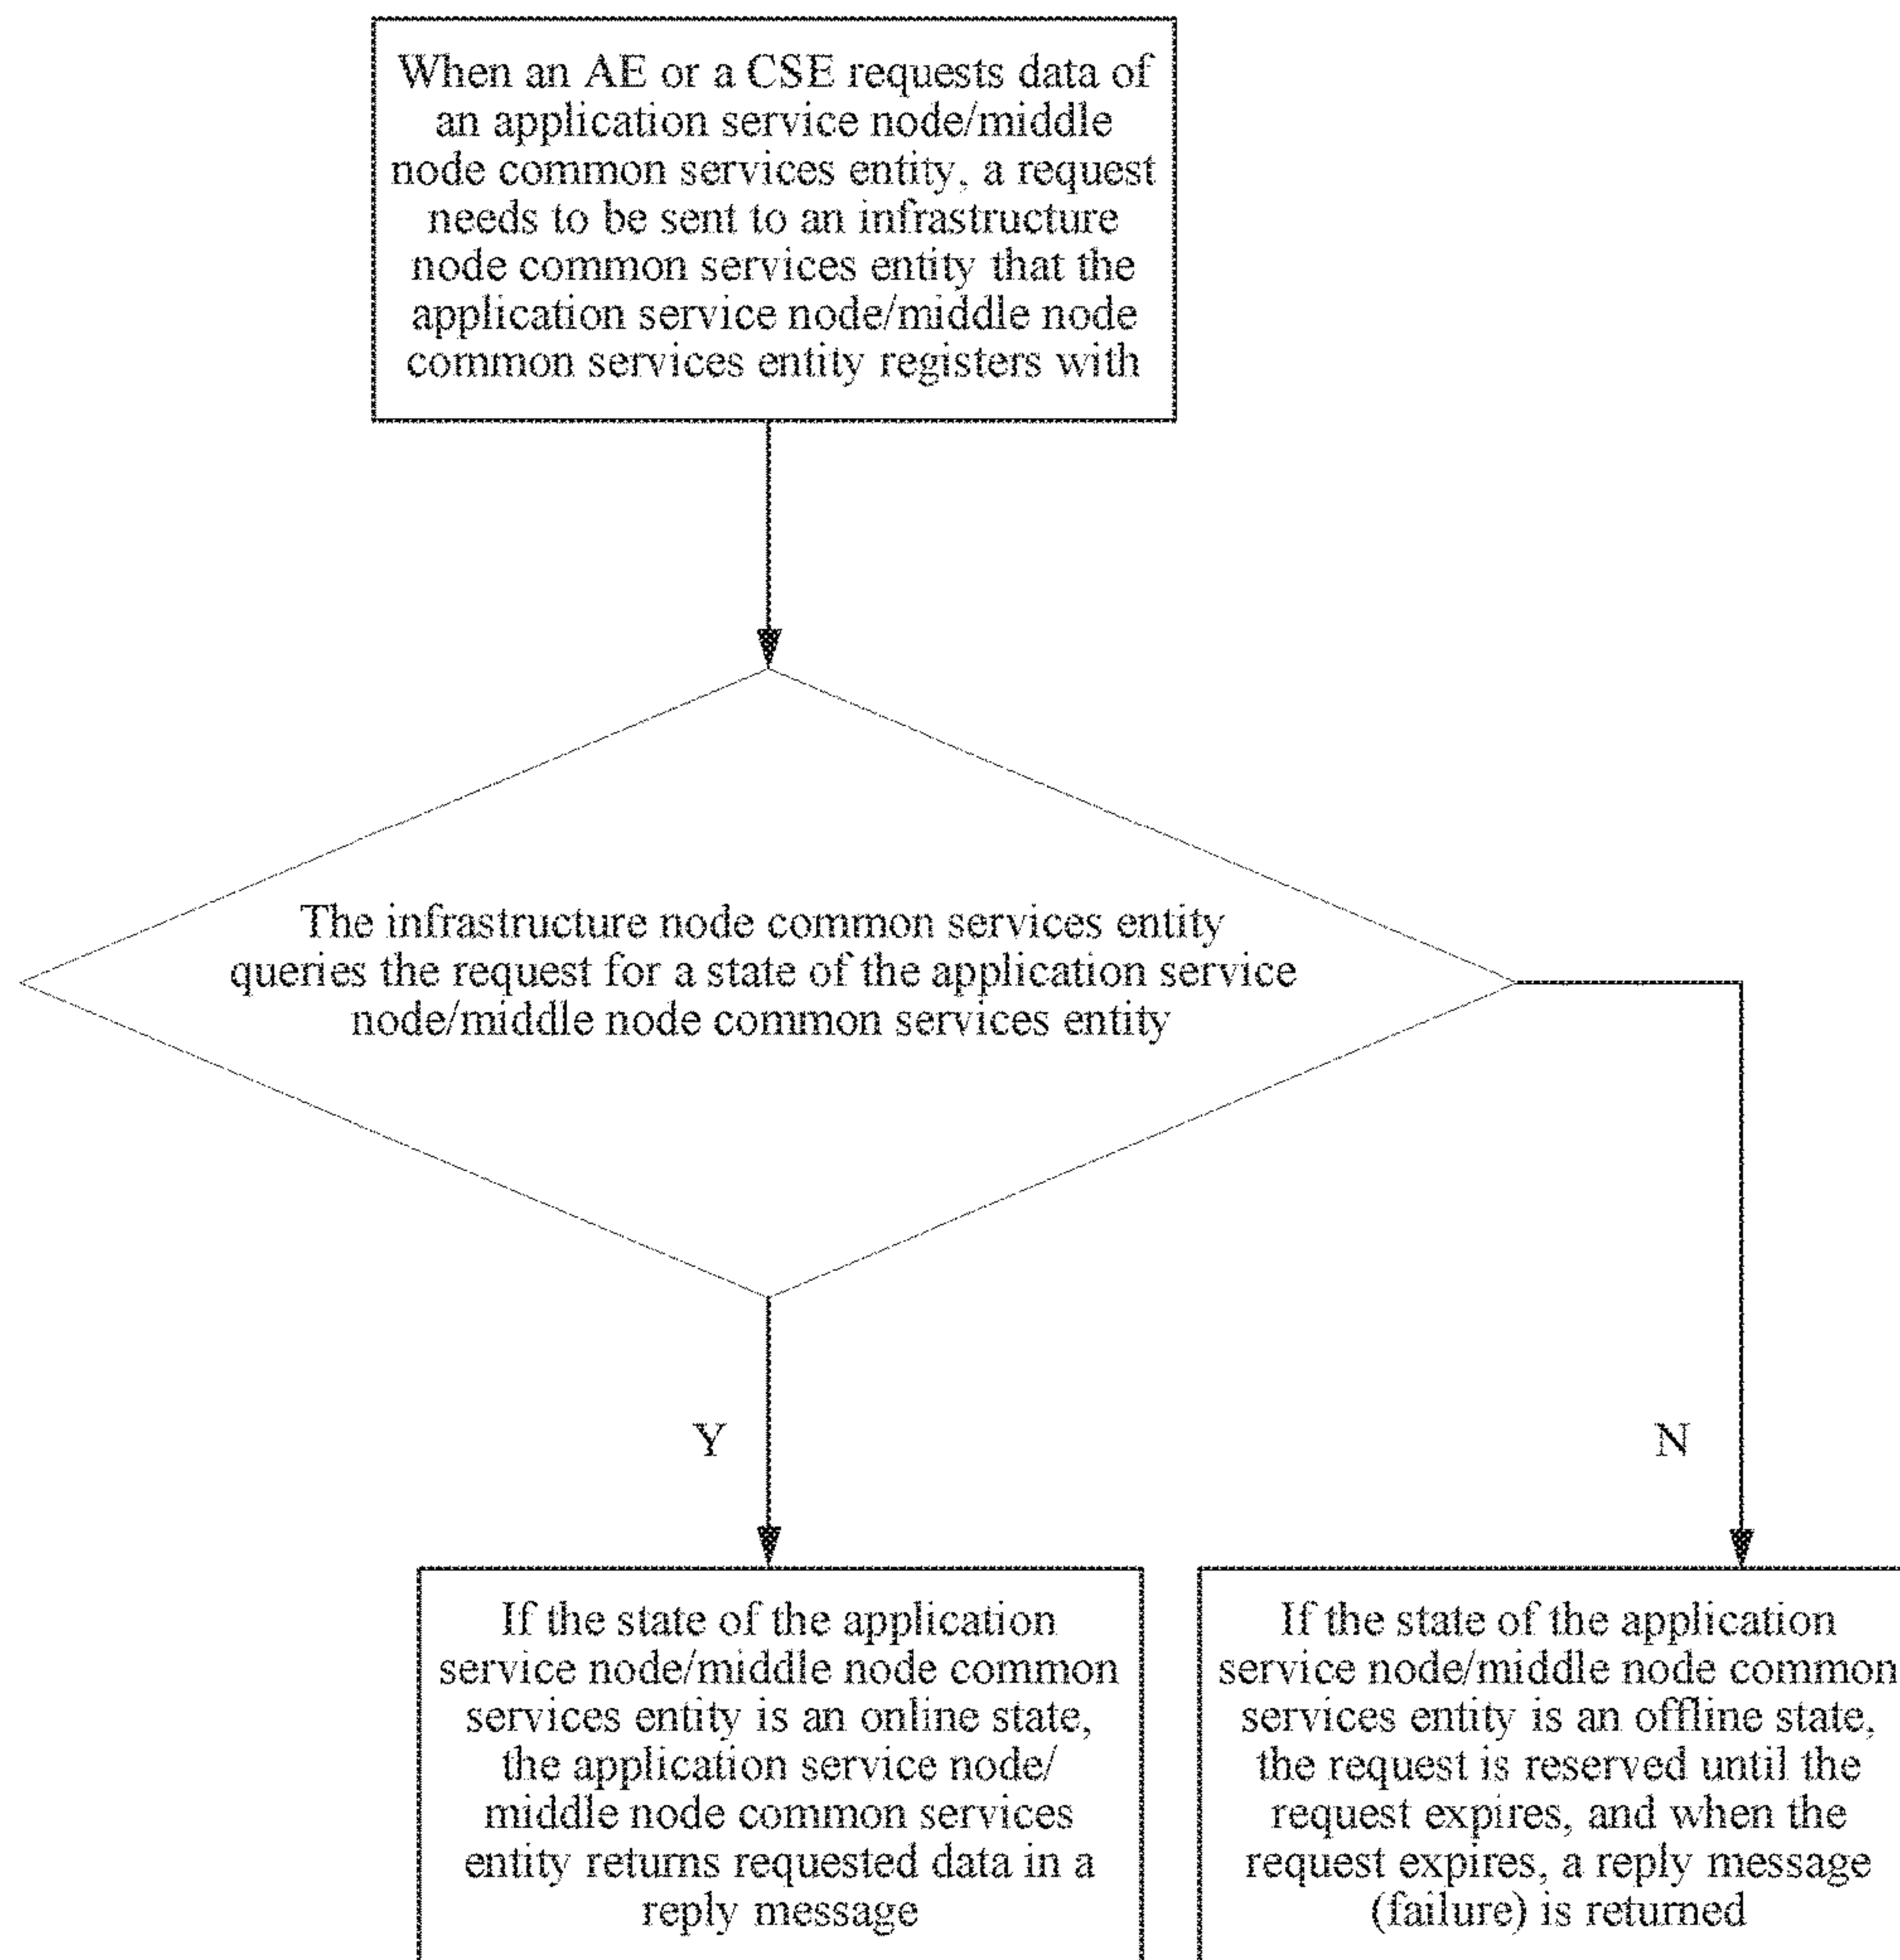 When an AE or a CSE requests data of
an application service node/middle
node common services entity, a request
needs to be sent to an infrastructure
node common services entity that the
application service node/middle node
common services entity registers with
The infrastructure node common services entity
queries the request for a state of the application service
node/middle node common services entity
Y
N
If the state of the application
service node/middle node common
services entity is an online state,
the application service node/
middle node common services
entity returns requested data in a
reply message
If the state of the application
service node/middle node common
services entity is an offline state,
the request is reserved until the
request expires, and when the
request expires, a reply message
(failure) is returned